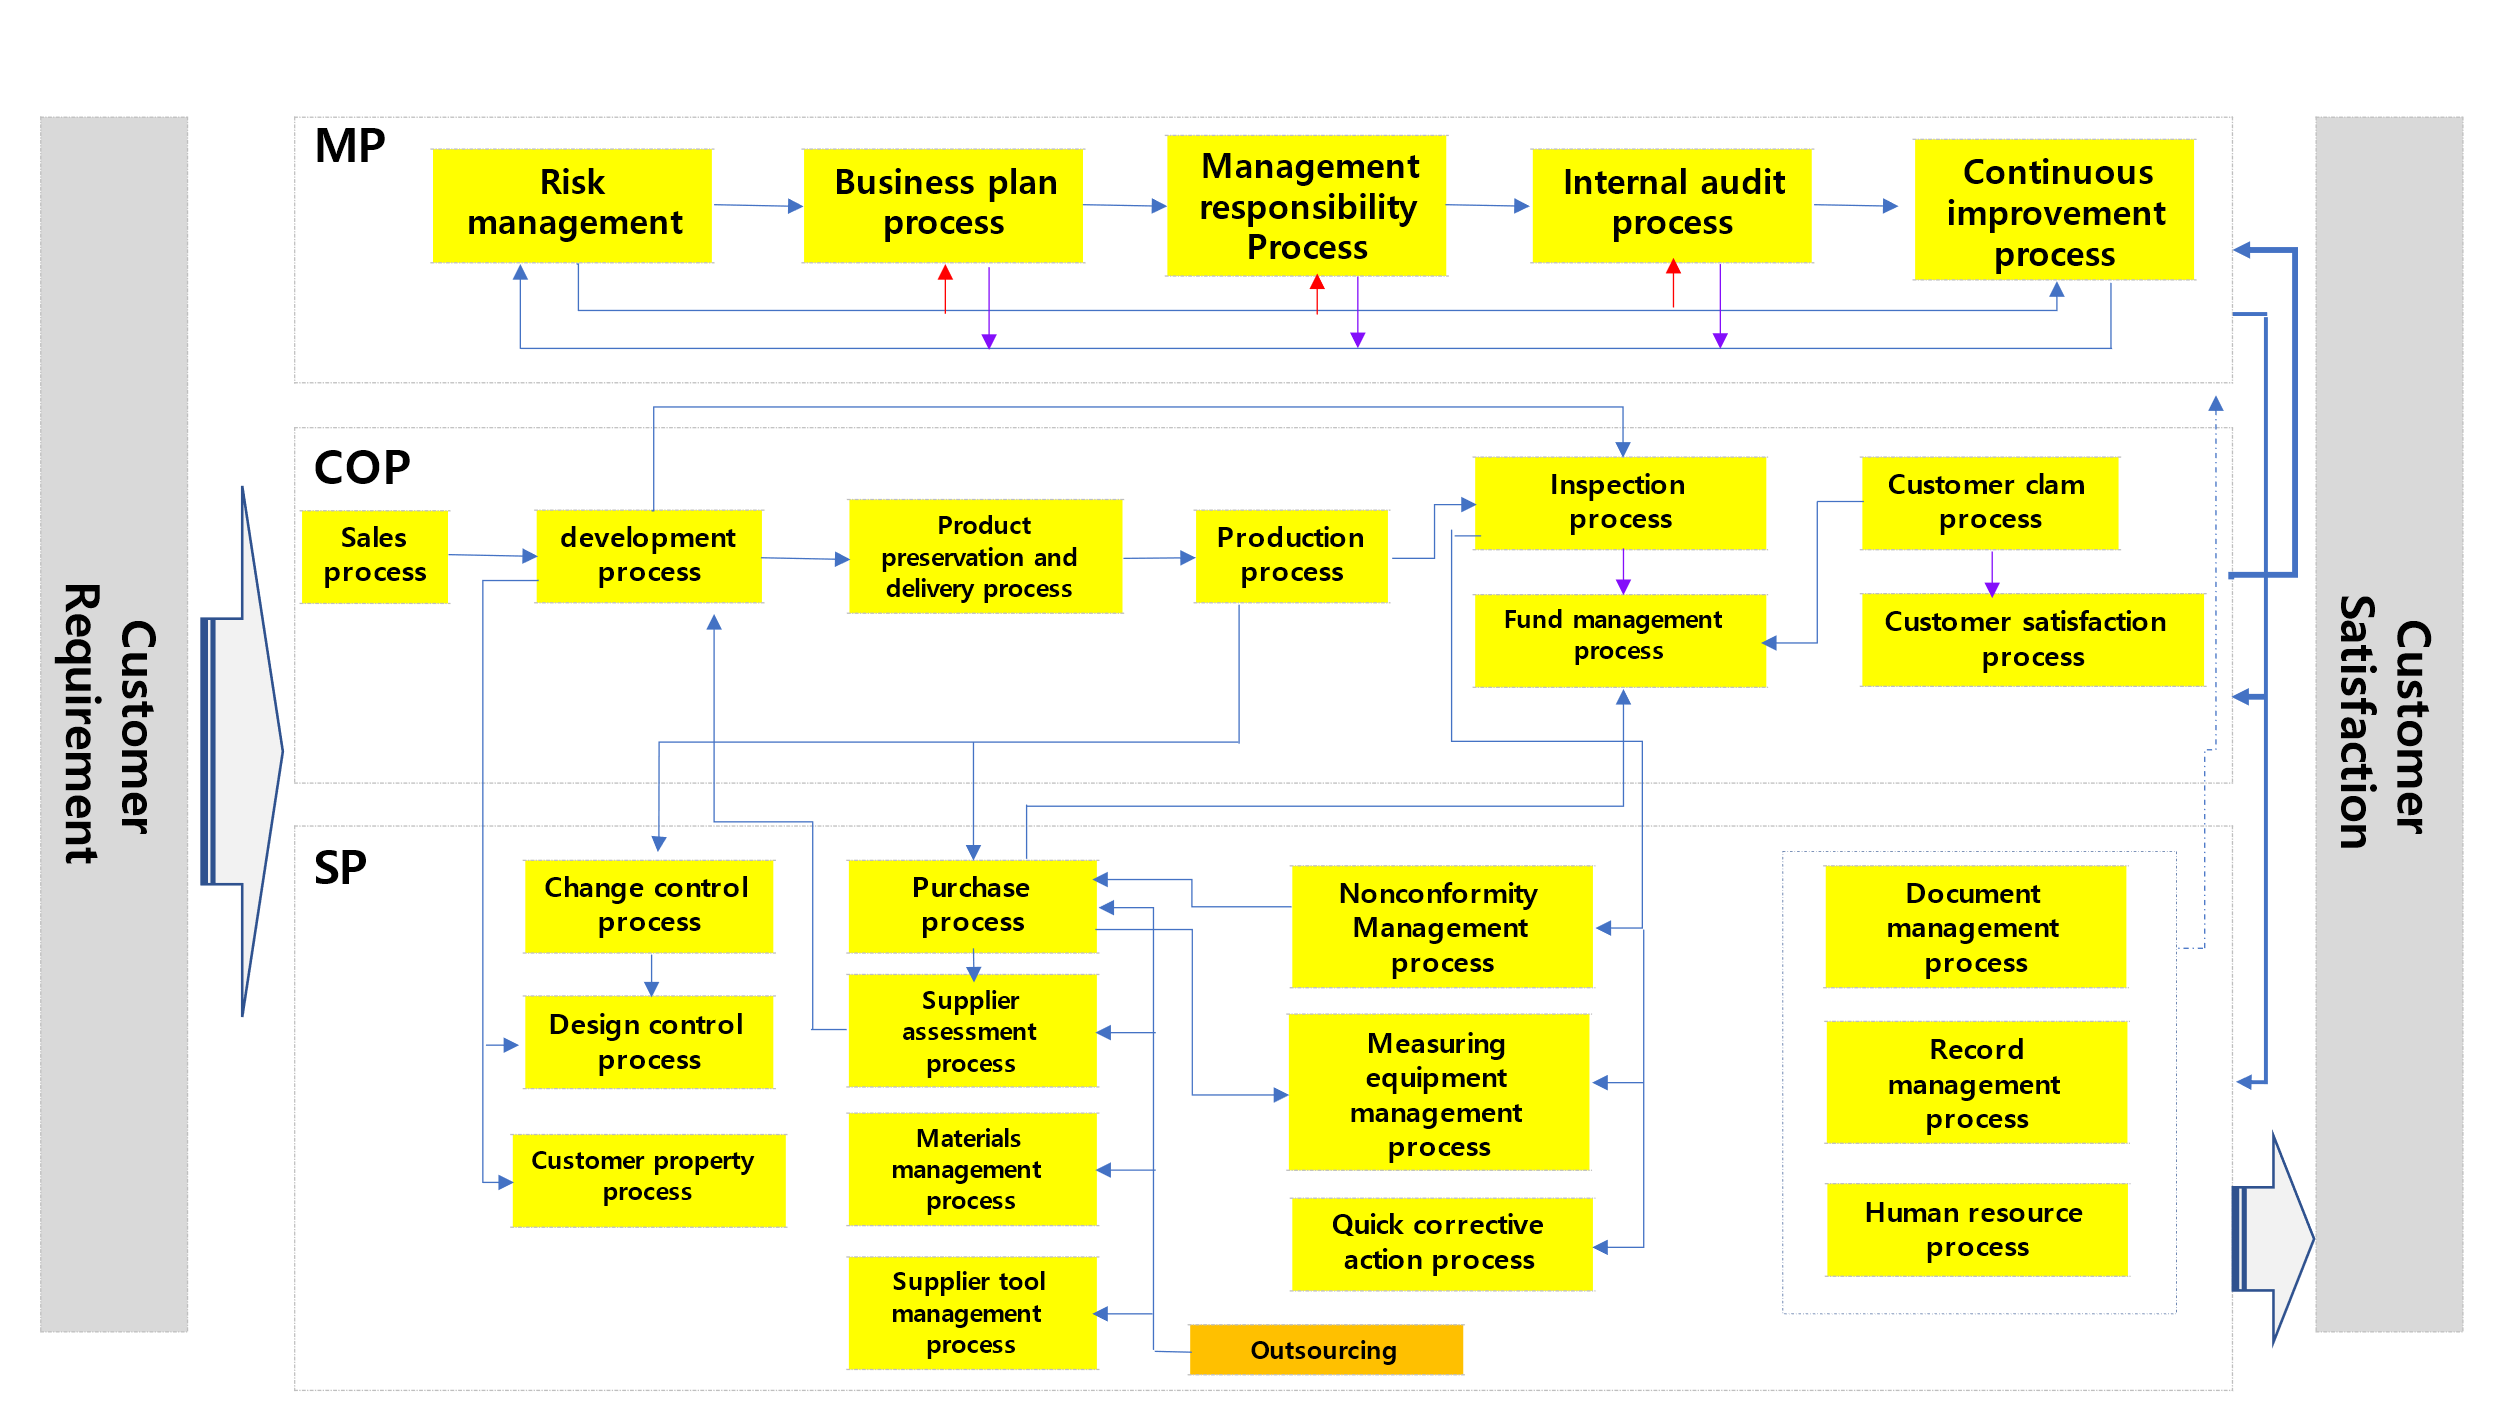 Customer
Requirement
MP
Risk
management
Business plan
process
Management
responsibility
Process
Internal audit
process
Continuous
improvement
process
COP
Sales
process
development
process
Product
preservation and
delivery process
Production
process
Inspection
process
Customer clam
process
Fund management
process
Customer satisfaction
process
SP
Change control
process
Design control
process
Customer property
process
Purchase
process
Supplier
assessment
process
Materials
management
process
Supplier tool
management
process
Nonconformity
Management
process
Measuring
equipment
management
process
Quick corrective
action process
Outsourcing
Document
management
process
Record
management
process
Human resource
process
Customer
Satisfaction